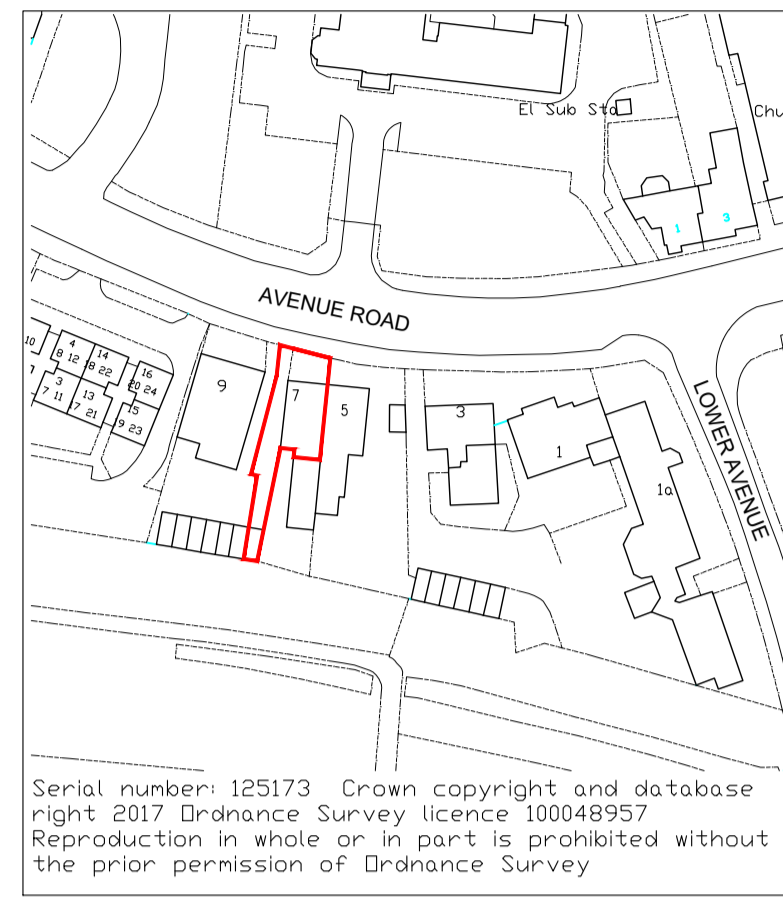 El Sub Sta
Chu
1
3
AVENUE ROAD
LOWER AVENUE
10
4
8 12
14
18 22
16
20 24
3
7 11
13
17 21
15
19 23
9
7
5
3
1
1a
Serial number: 125173 Crown copyright and database
right 2017 Ordnance Survey licence 100048957
Reproduction in whole or in part is prohibited without
the prior permission of Ordnance Survey